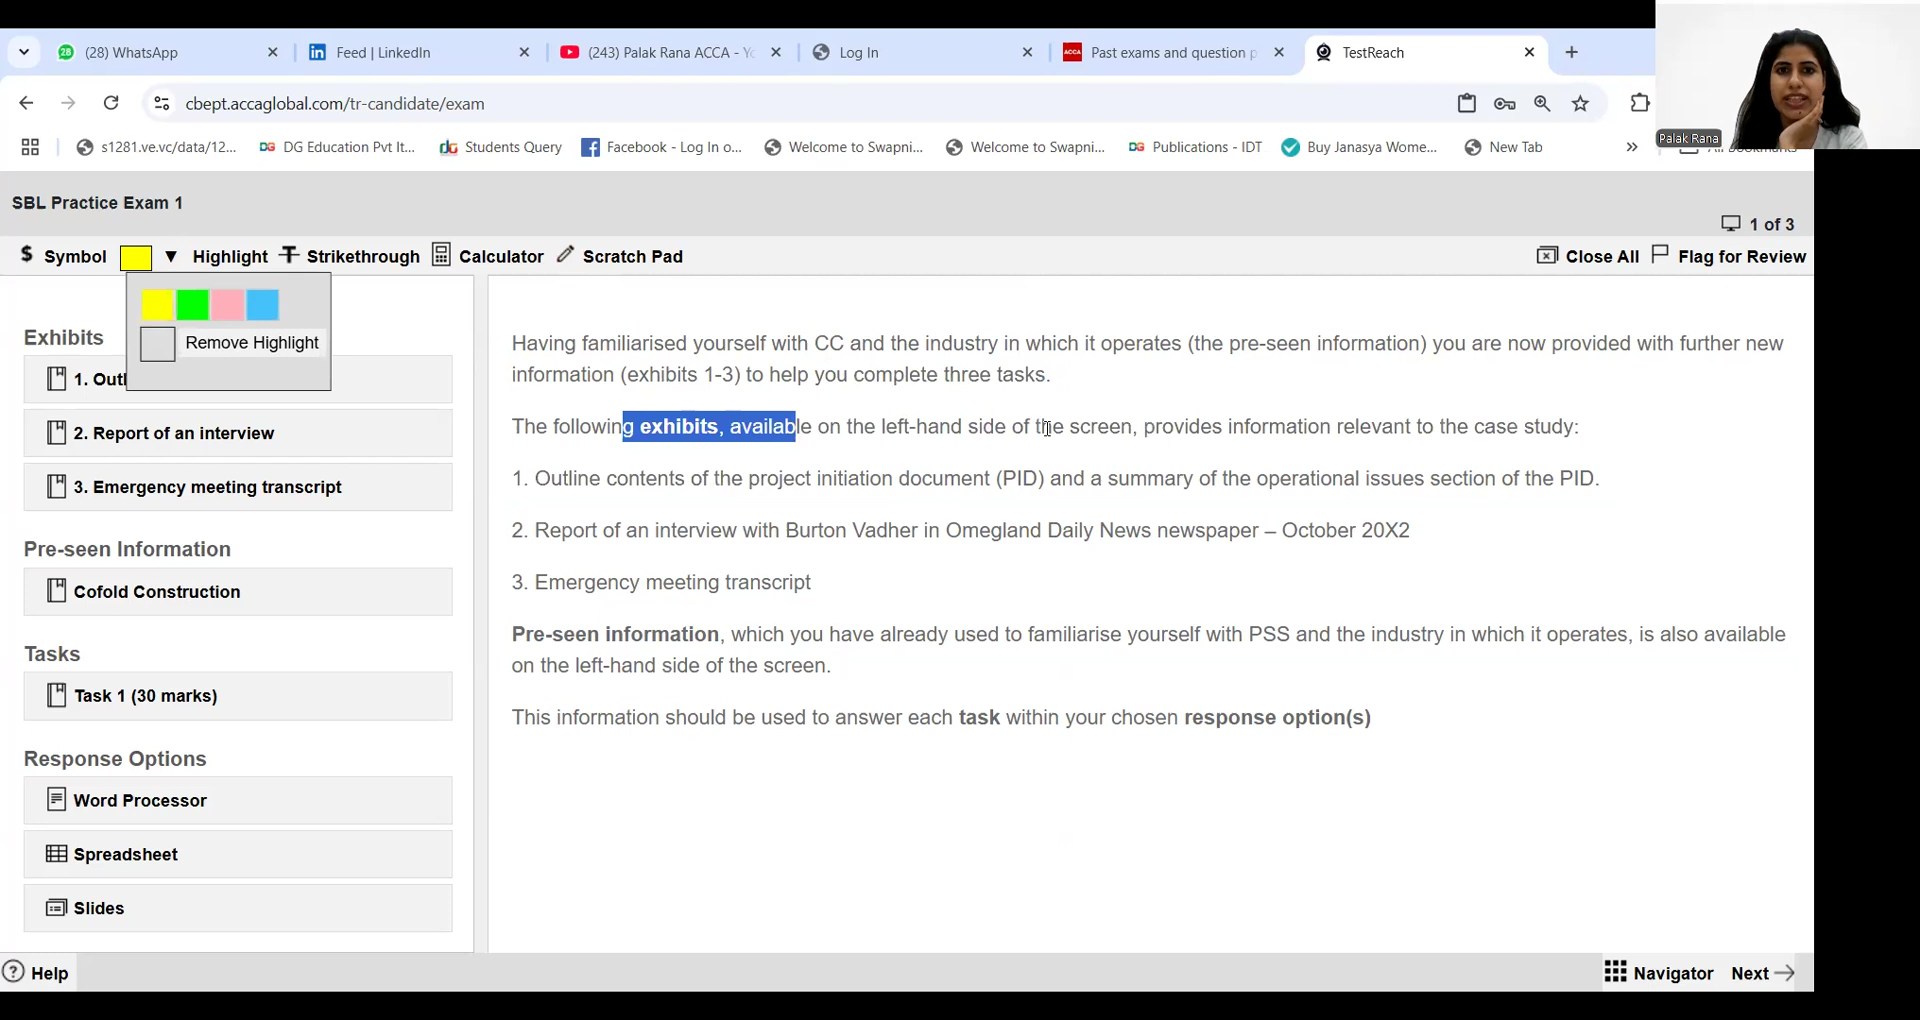 (28) WhatsApp
Feed | LinkedIn
(243) Palak Rana ACCA - Yo
Log In
Past exams and question p
TestReach
cbept.accaglobal.com/tr-candidate/exam
Palak Rana
s1281.ve.vc/data/12...
DG Education Pvt It...
Students Query
Facebook - Log In o...
Welcome to Swapni...
Welcome to Swapni...
Publications - IDT
Buy Janasya Wome...
New Tab
SBL Practice Exam 1
1 of 3
$ Symbol
Highlight
Strikethrough
Calculator
Scratch Pad
Close All
Flag for Review
Remove Highlight
Exhibits
1. Outl
2. Report of an interview
3. Emergency meeting transcript
Pre-seen Information
Cofold Construction
Tasks
Task 1 (30 marks)
Response Options
Word Processor
Spreadsheet
Slides
Having familiarised yourself with CC and the industry in which it operates (the pre-seen information) you are now provided with further new
information (exhibits 1-3) to help you complete three tasks.
The following exhibits, available on the left-hand side of the screen, provides information relevant to the case study:
1. Outline contents of the project initiation document (PID) and a summary of the operational issues section of the PID.
2. Report of an interview with Burton Vadher in Omegland Daily News newspaper – October 20X2
3. Emergency meeting transcript
Pre-seen information, which you have already used to familiarise yourself with PSS and the industry in which it operates, is also available
on the left-hand side of the screen.
This information should be used to answer each task within your chosen response option(s)
Help
Navigator
Next